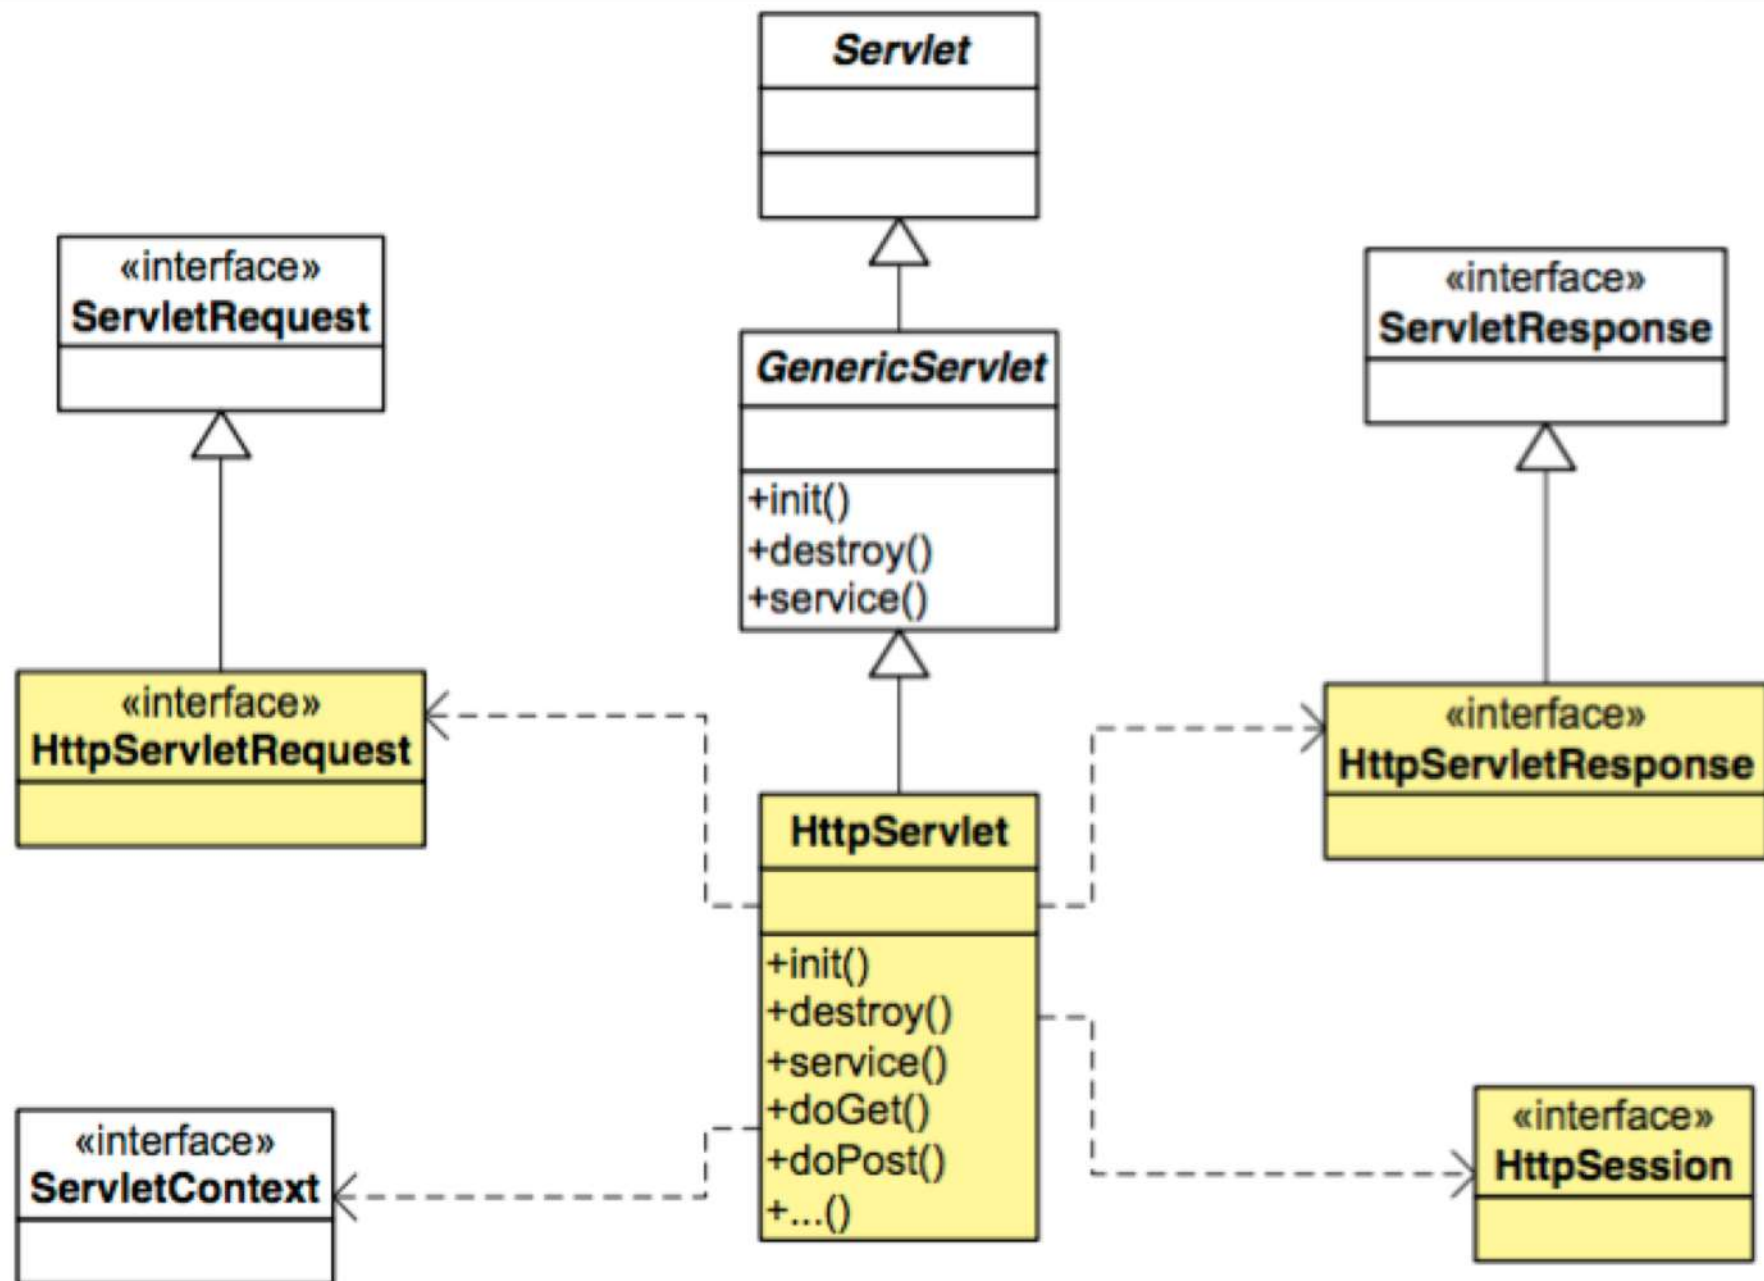 Servlet
«interface»
ServletRequest
«interface»
ServletResponse
GenericServlet
+init()
+destroy()
+service()
«interface»
HttpServletRequest
«interface»
HttpServletResponse
HttpServlet
+init()
+destroy()
+service()
+doGet()
+doPost()
+...()
«interface»
ServletContext
«interface»
HttpSession